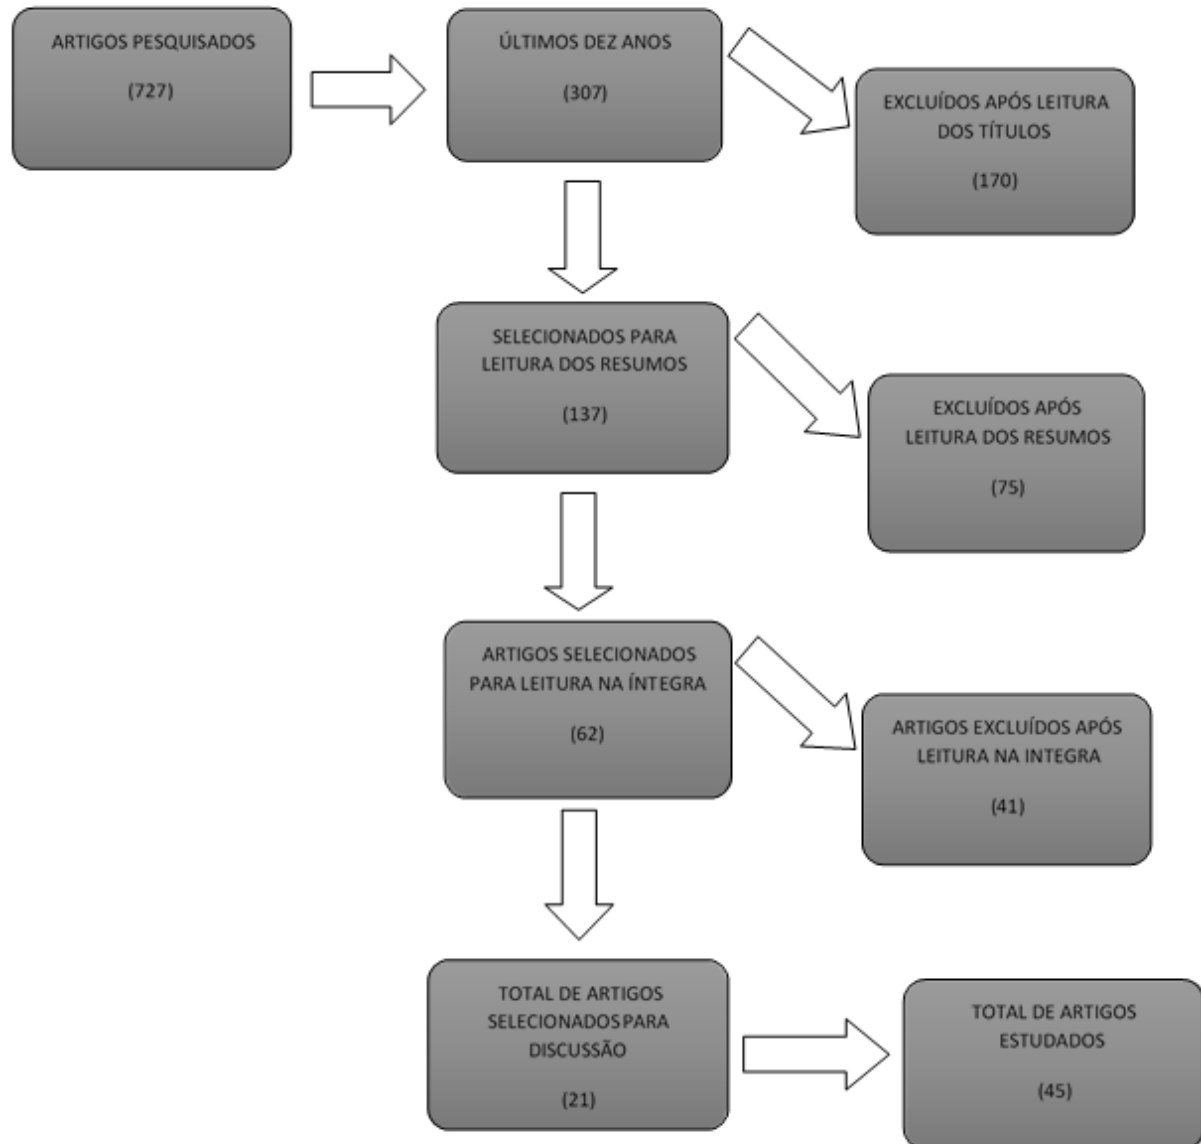 ARTIGOS PESQUISADOS
(727)
ÚLTIMOS DEZ ANOS
(307)
EXCLUÍDOS APÓS LEITURA
DOS TÍTULOS
(170)
SELECIONADOS PARA
LEITURA DOS RESUMOS
(137)
EXCLUÍDOS APÓS
LEITURA DOS RESUMOS
(75)
ARTIGOS SELECIONADOS
PARA LEITURA NA ÍNTEGRA
(62)
ARTIGOS EXCLUÍDOS APÓS
LEITURA NA INTEGRA
(41)
TOTAL DE ARTIGOS
SELECIONADOS PARA
DISCUSSÃO
(21)
TOTAL DE ARTIGOS
ESTUDADOS
(45)